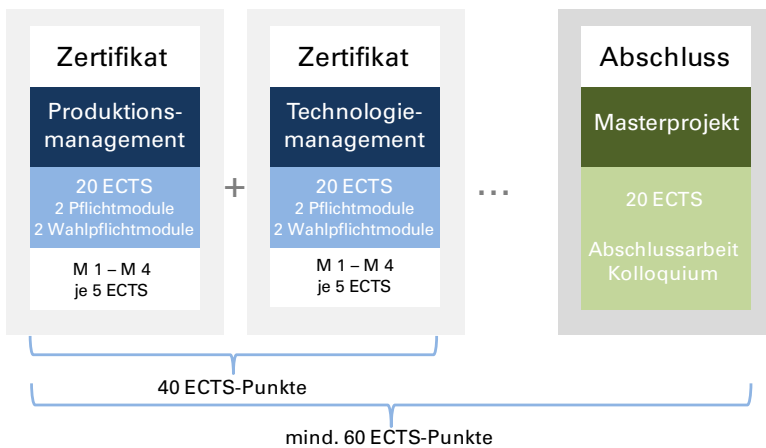 Zertifikat
Produktions-
management
20 ECTS
2 Pflichtmodule
2 Wahlpflichtmodule
M 1 – M 4
je 5 ECTS
+
Zertifikat
Technologie-
management
20 ECTS
2 Pflichtmodule
2 Wahlpflichtmodule
M 1 – M 4
je 5 ECTS
...
Abschluss
Masterprojekt
20 ECTS
Abschlussarbeit
Kolloquium
40 ECTS-Punkte
mind. 60 ECTS-Punkte